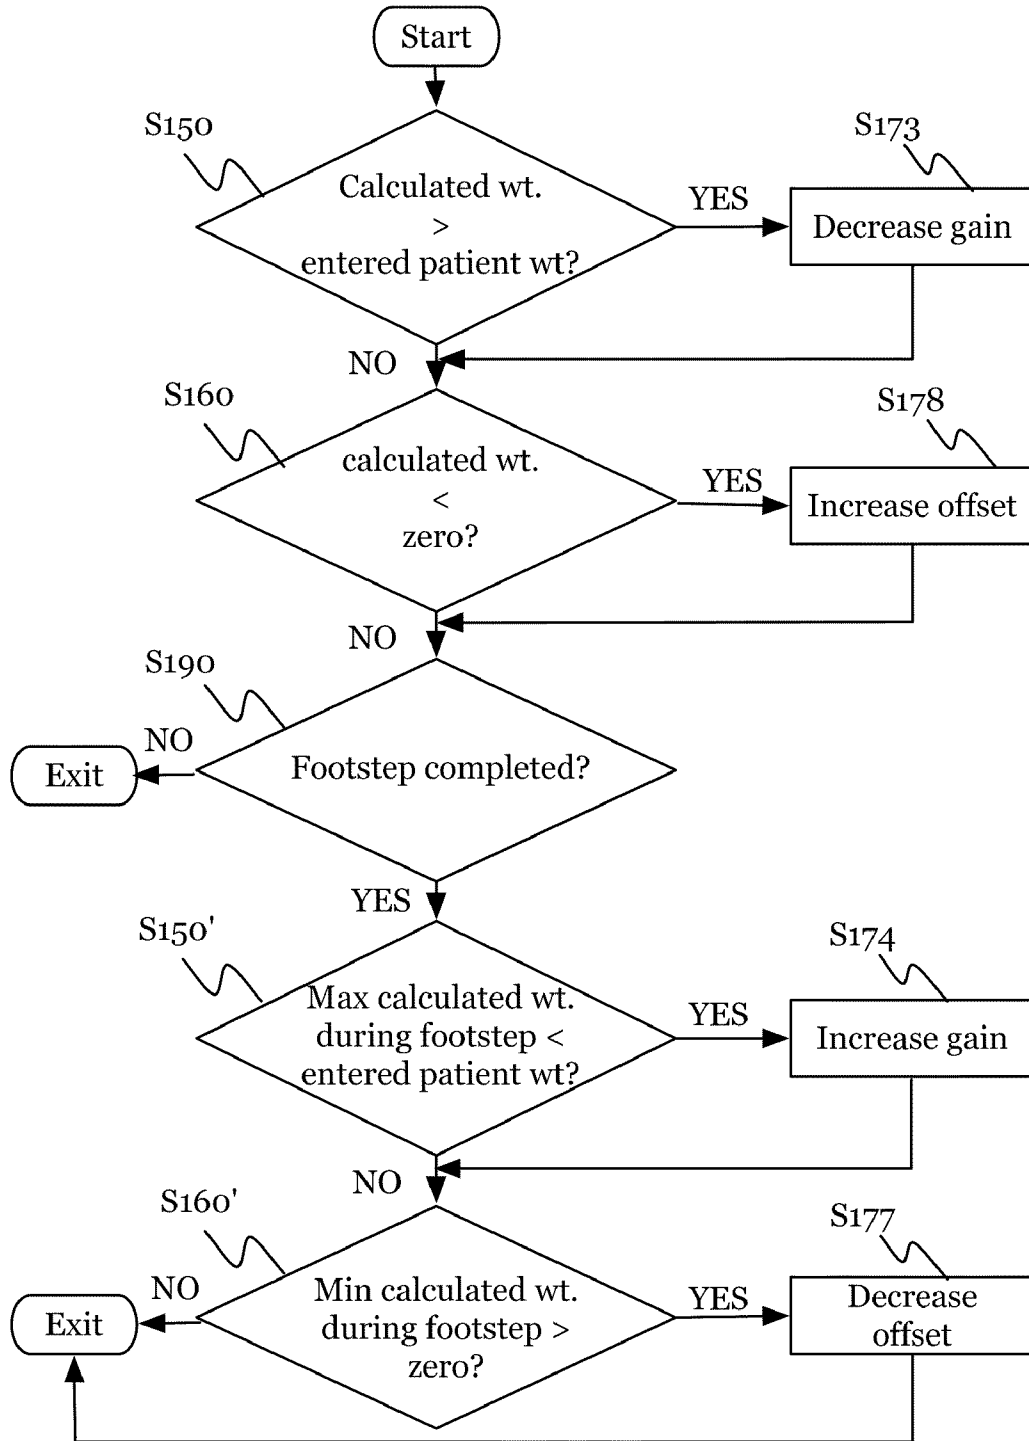 Start
S150
Calculated wt.
>
entered patient wt?
YES
S173
Decrease gain
NO
S160
calculated wt.
<
zero?
YES
S178
Increase offset
NO
S190
Footstep completed?
NO
Exit
YES
S150'
Max calculated wt.
during footstep <
entered patient wt?
YES
S174
Increase gain
NO
S160'
Min calculated wt.
during footstep >
zero?
NO
Exit
YES
S177
Decrease
offset